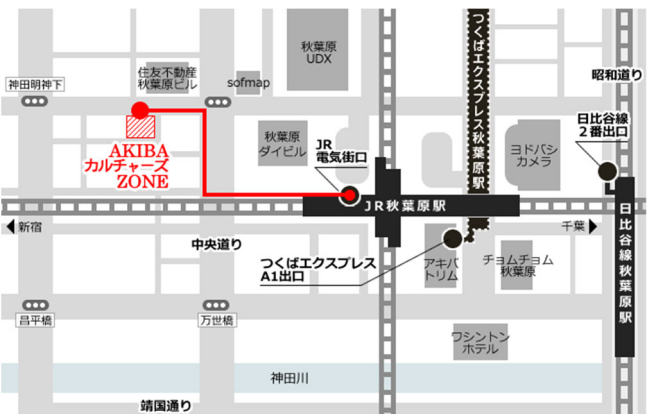 つくばエクスプレス秋葉原駅
秋葉原
UDX
住友不動産
秋葉原ビル
sofmap
神田明神下
昭和道り
日比谷線
2番出口
AKIBA
カルチャーズ
ZONE
秋葉原
ダイビル
JR
電気街口
ヨドバシ
カメラ
JR秋葉原駅
新宿
中央道り
千葉
日比谷線秋葉原駅
つくばエクスプレス
A1出口
アキバ
トリム
チョムチョム
秋葉原
昌平橋
万世橋
ワシントン
ホテル
神田川
靖国通り